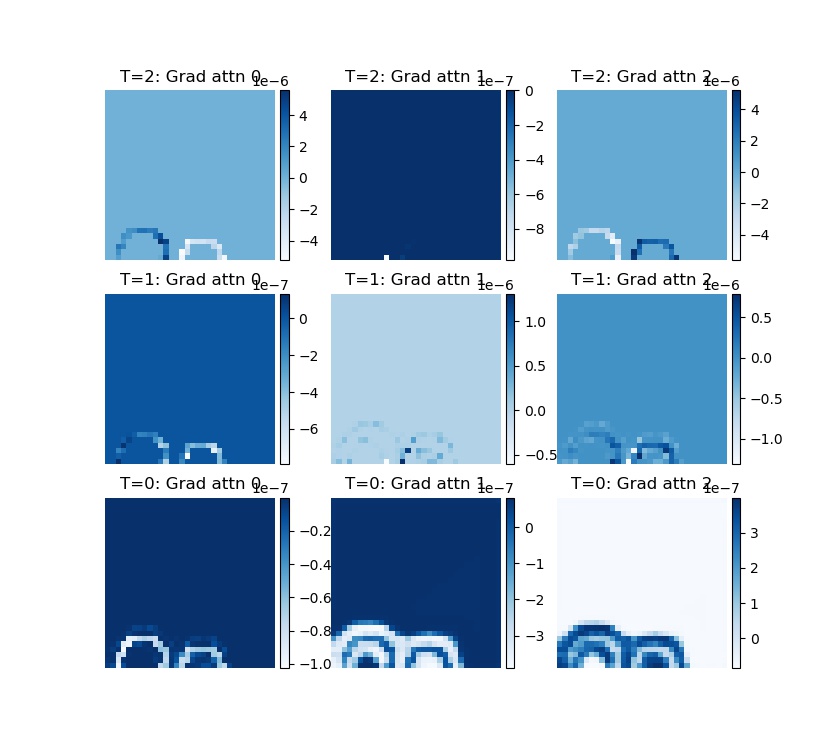 T=2: Grad attn 0
1e−6
4
2
0
−2
−4
T=2: Grad attn 1
1e−7
0
−2
−4
−6
−8
T=2: Grad attn 2
1e−6
4
2
0
−2
−4
T=1: Grad attn 0
1e−7
0
−2
−4
−6
T=1: Grad attn 1
1e−6
1.0
0.5
0.0
−0.5
T=1: Grad attn 2
1e−6
0.5
0.0
−0.5
−1.0
T=0: Grad attn 0
1e−7
−0.2
−0.4
−0.6
−0.8
−1.0
T=0: Grad attn 1
1e−7
0
−1
−2
−3
T=0: Grad attn 2
1e−7
3
2
1
0